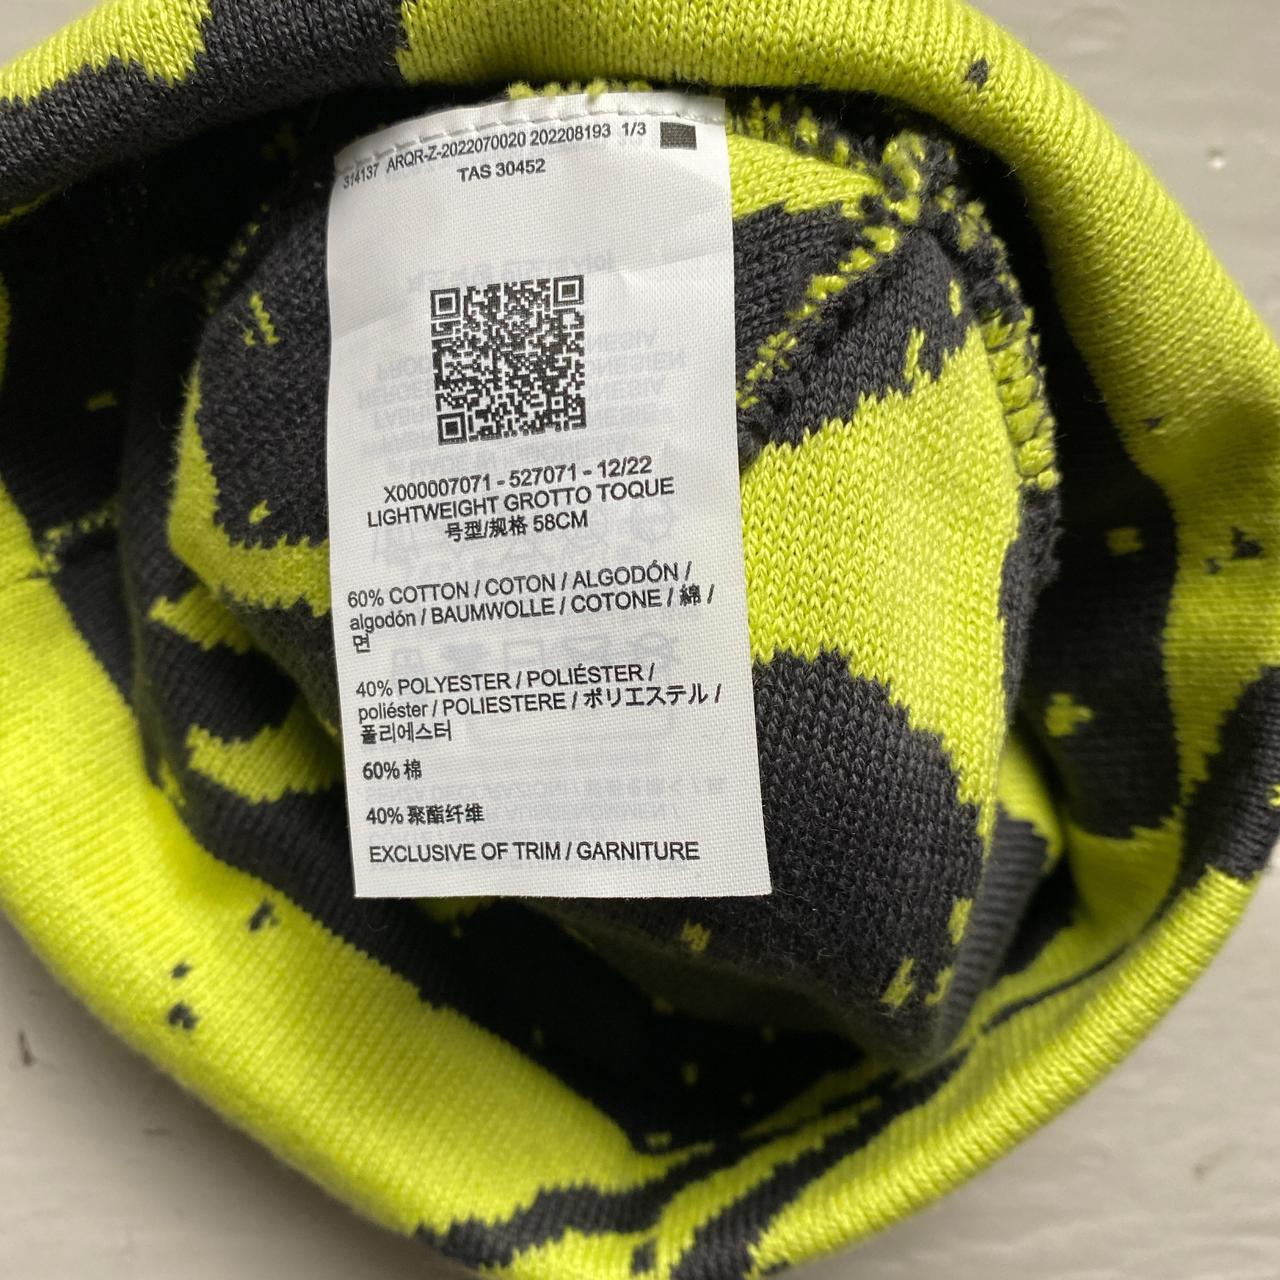 314137 ARQR-Z-2022070020 202208193 1/3
TAS 30452
X000007071 - 527071 - 12/22
LIGHTWEIGHT GROTTO TOQUE
号型/规格 58CM
60% COTTON / COTON / ALGODÓN /
algodón / BAUMWOLLE / COTONE / 綿 /
면
40% POLYESTER / POLIÉSTER /
poliéster / POLIESTERE / ポリエステル /
폴리에스터
60% 棉
40% 聚酯纤维
EXCLUSIVE OF TRIM / GARNITURE